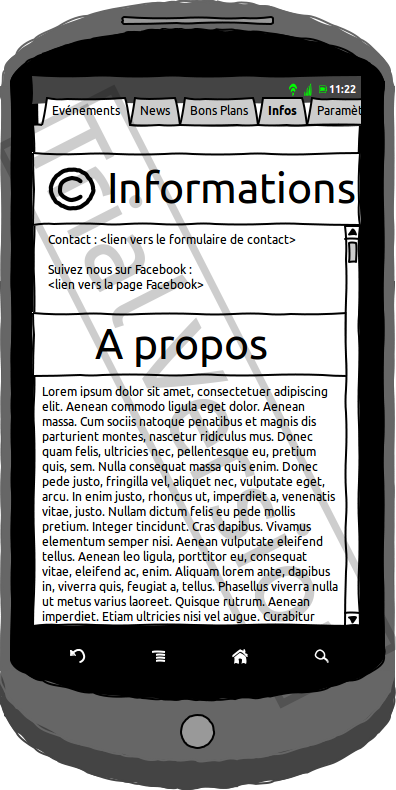 11:22
Evénements News Bons Plans Infos Paramèt
© Informations
Contact : <lien vers le formulaire de contact>
Suivez nous sur Facebook :
<lien vers la page Facebook>
A propos
Lorem ipsum dolor sit amet, consectetuer adipiscing
elit. Aenean commodo ligula eget dolor. Aenean
massa. Cum sociis natoque penatibus et magnis dis
parturient montes, nascetur ridiculus mus. Donec
quam felis, ultricies nec, pellentesque eu, pretium
quis, sem. Nulla consequat massa quis enim. Donec
pede justo, fringilla vel, aliquet nec, vulputate eget,
arcu. In enim justo, rhoncus ut, imperdiet a, venenatis
vitae, justo. Nullam dictum felis eu pede mollis
pretium. Integer tincidunt. Cras dapibus. Vivamus
elementum semper nisi. Aenean vulputate eleifend
tellus. Aenean leo ligula, porttitor eu, consequat
vitae, eleifend ac, enim. Aliquam lorem ante, dapibus
in, viverra quis, feugiat a, tellus. Phasellus viverra nulla
ut metus varius laoreet. Quisque rutrum. Aenean
imperdiet. Etiam ultricies nisi vel augue. Curabitur
Trial Versio